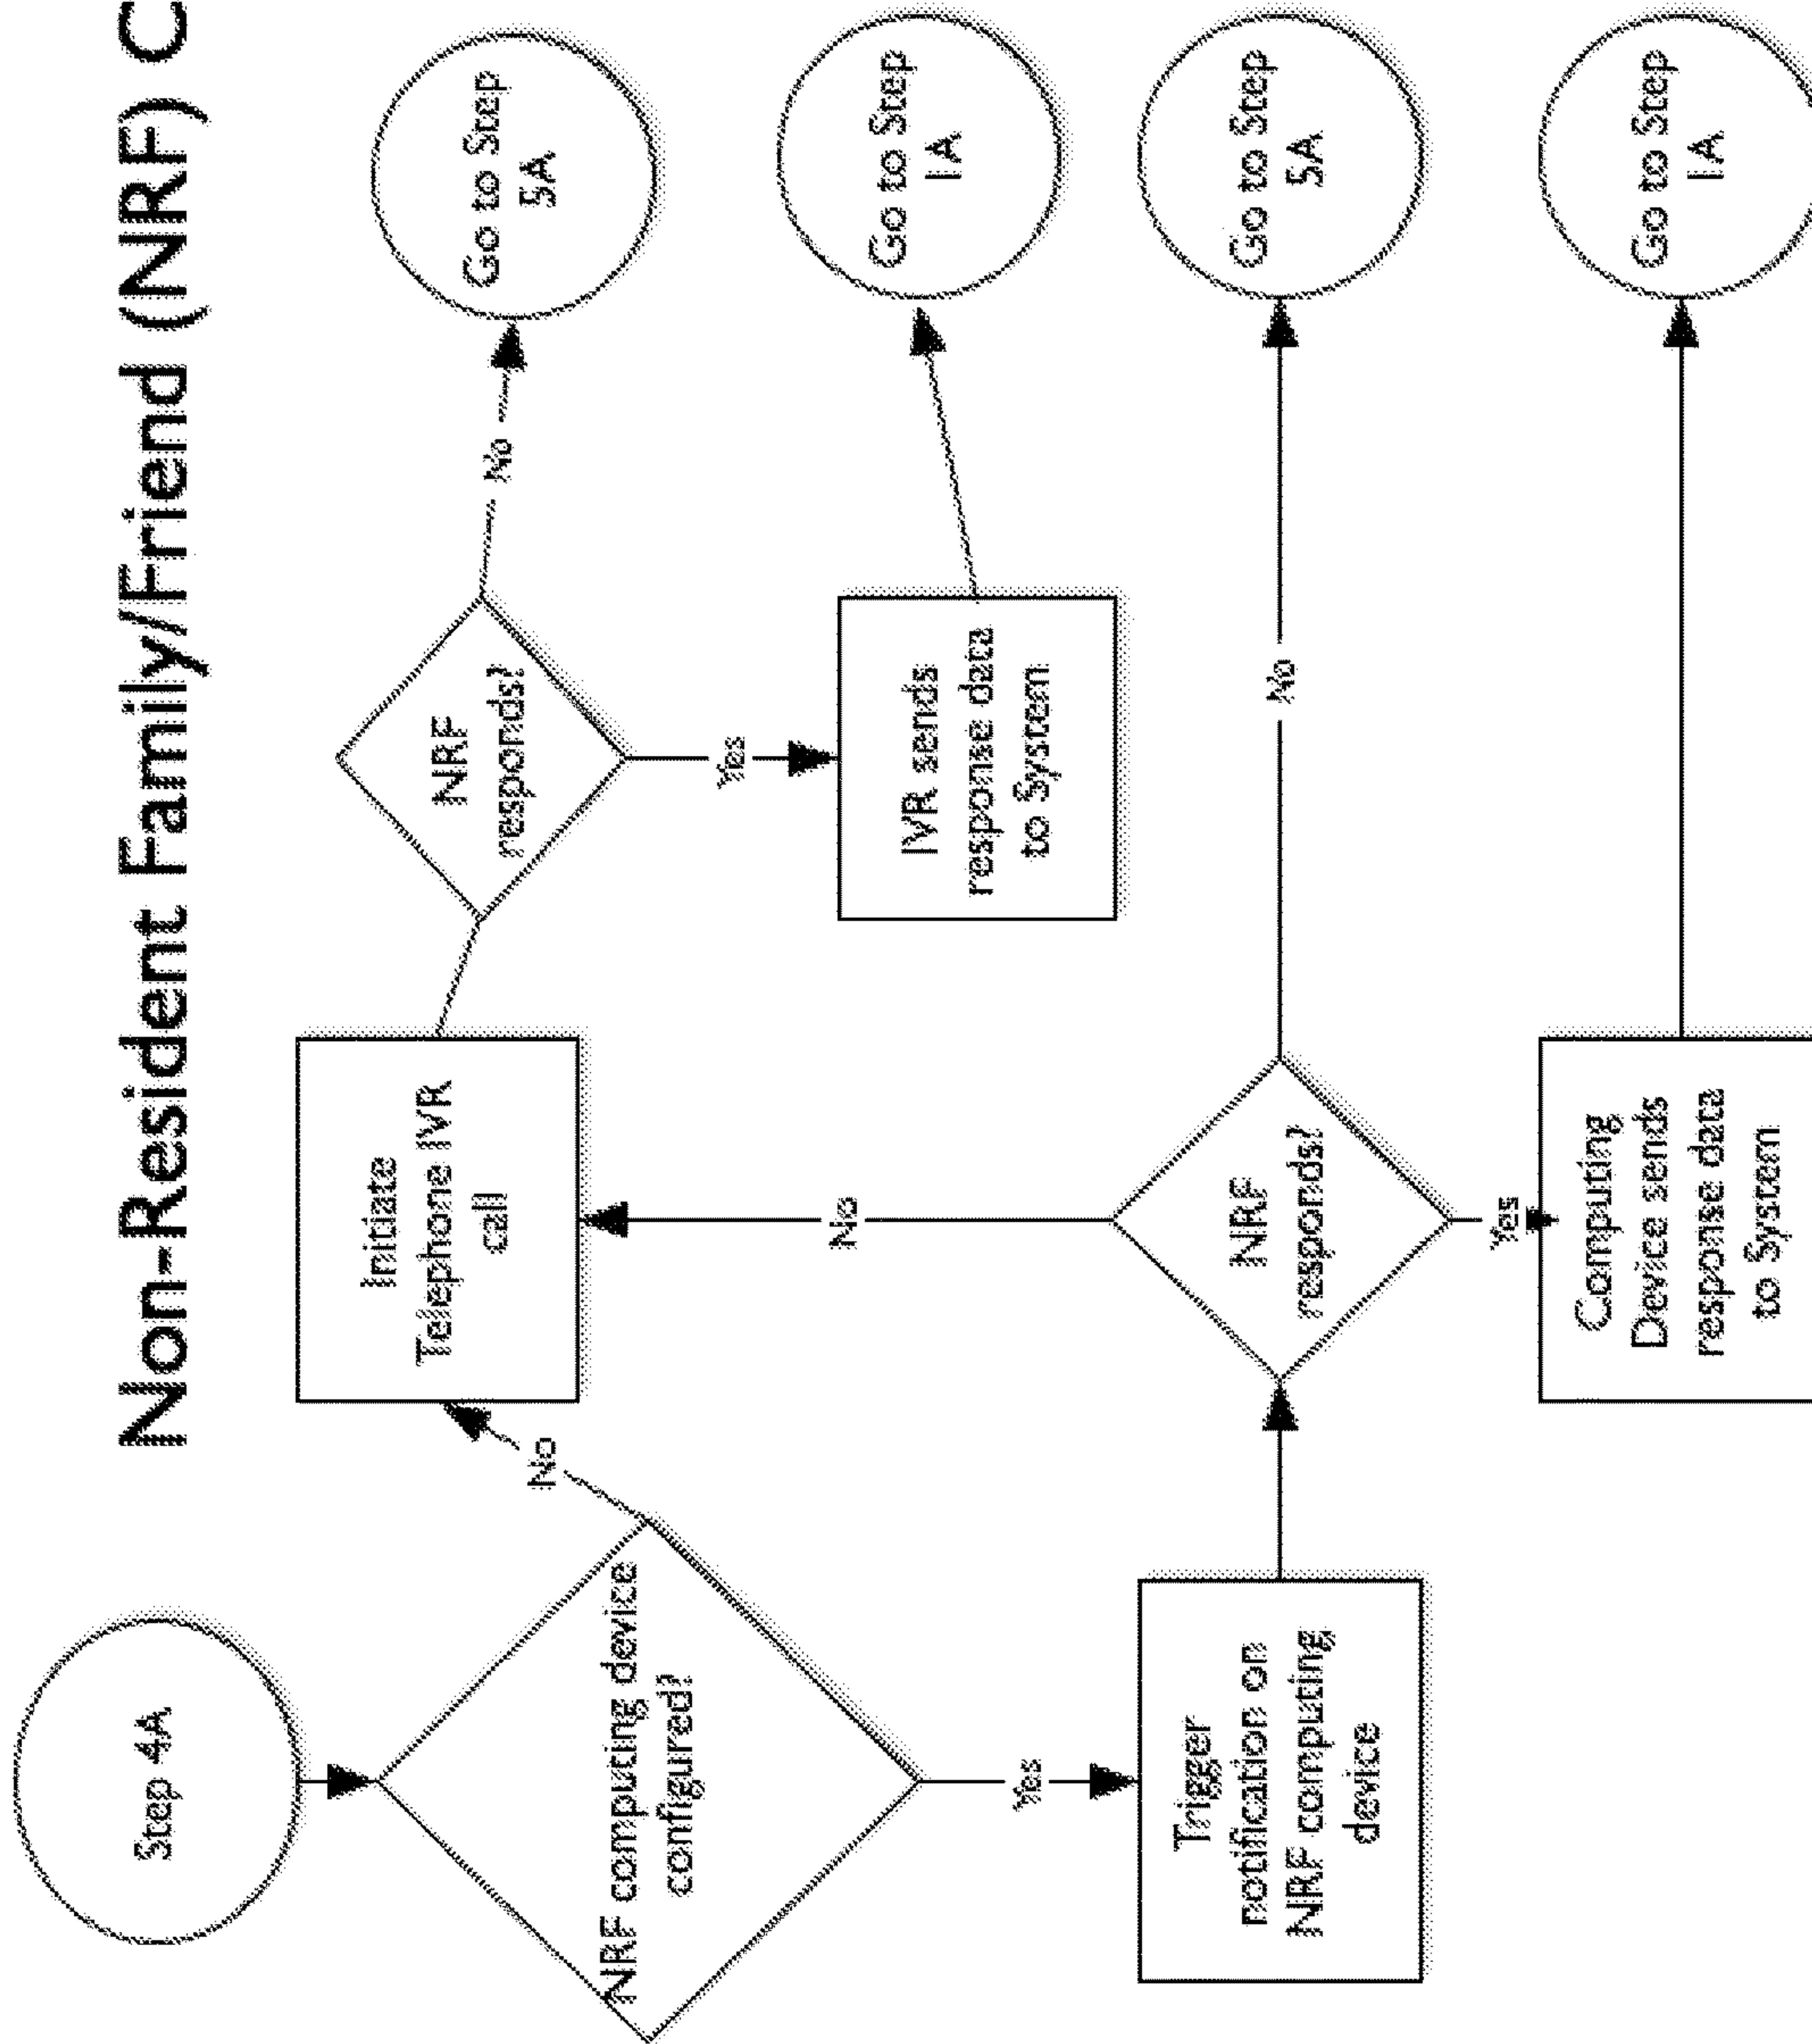 Non-Resident Family/Friend (NRF) C
Step 4A
NRF computing device
configured?
No
Yes
Initiate
Telephone IVR
call
NRF
responds?
No
Go to Step
5A
Yes
IVR sends
response data
to System
Go to Step
1A
Trigger
notification on
NRF computing
device
NRF
responds?
No
No
Go to Step
5A
Yes
Computing
Device sends
response data
to System
Go to Step
1A